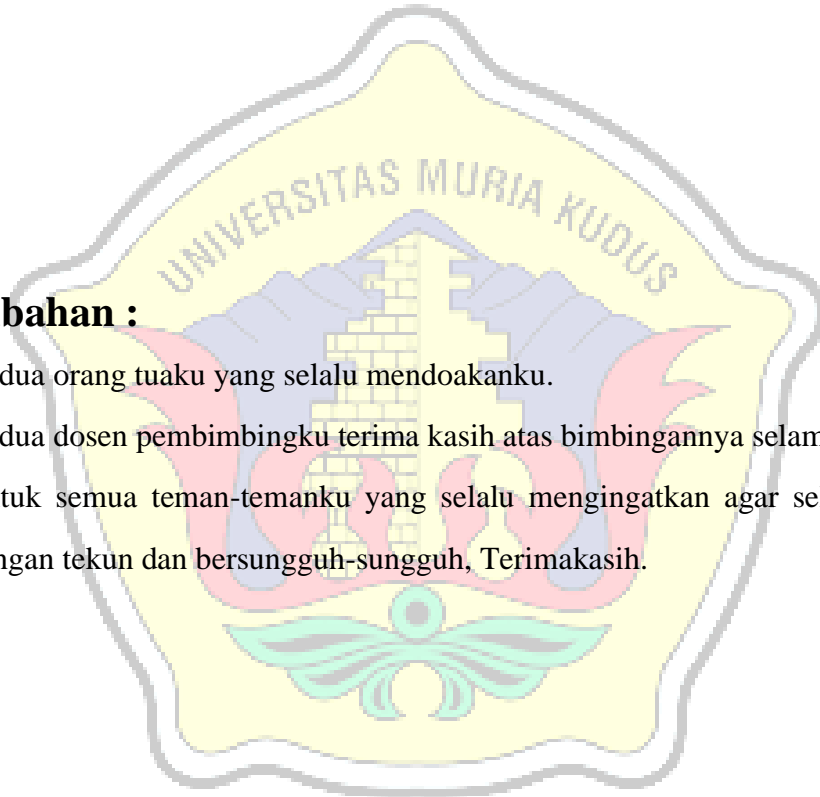 UNIVERSITAS MURIA KUDUS
bahan :
dua orang tuaku yang selalu mendoakanku.
dua dosen pembimbingku terima kasih atas bimbingannya selam
tuk semua teman-temanku yang selalu mengingatkan agar se
ngan tekun dan bersungguh-sungguh, Terimakasih.